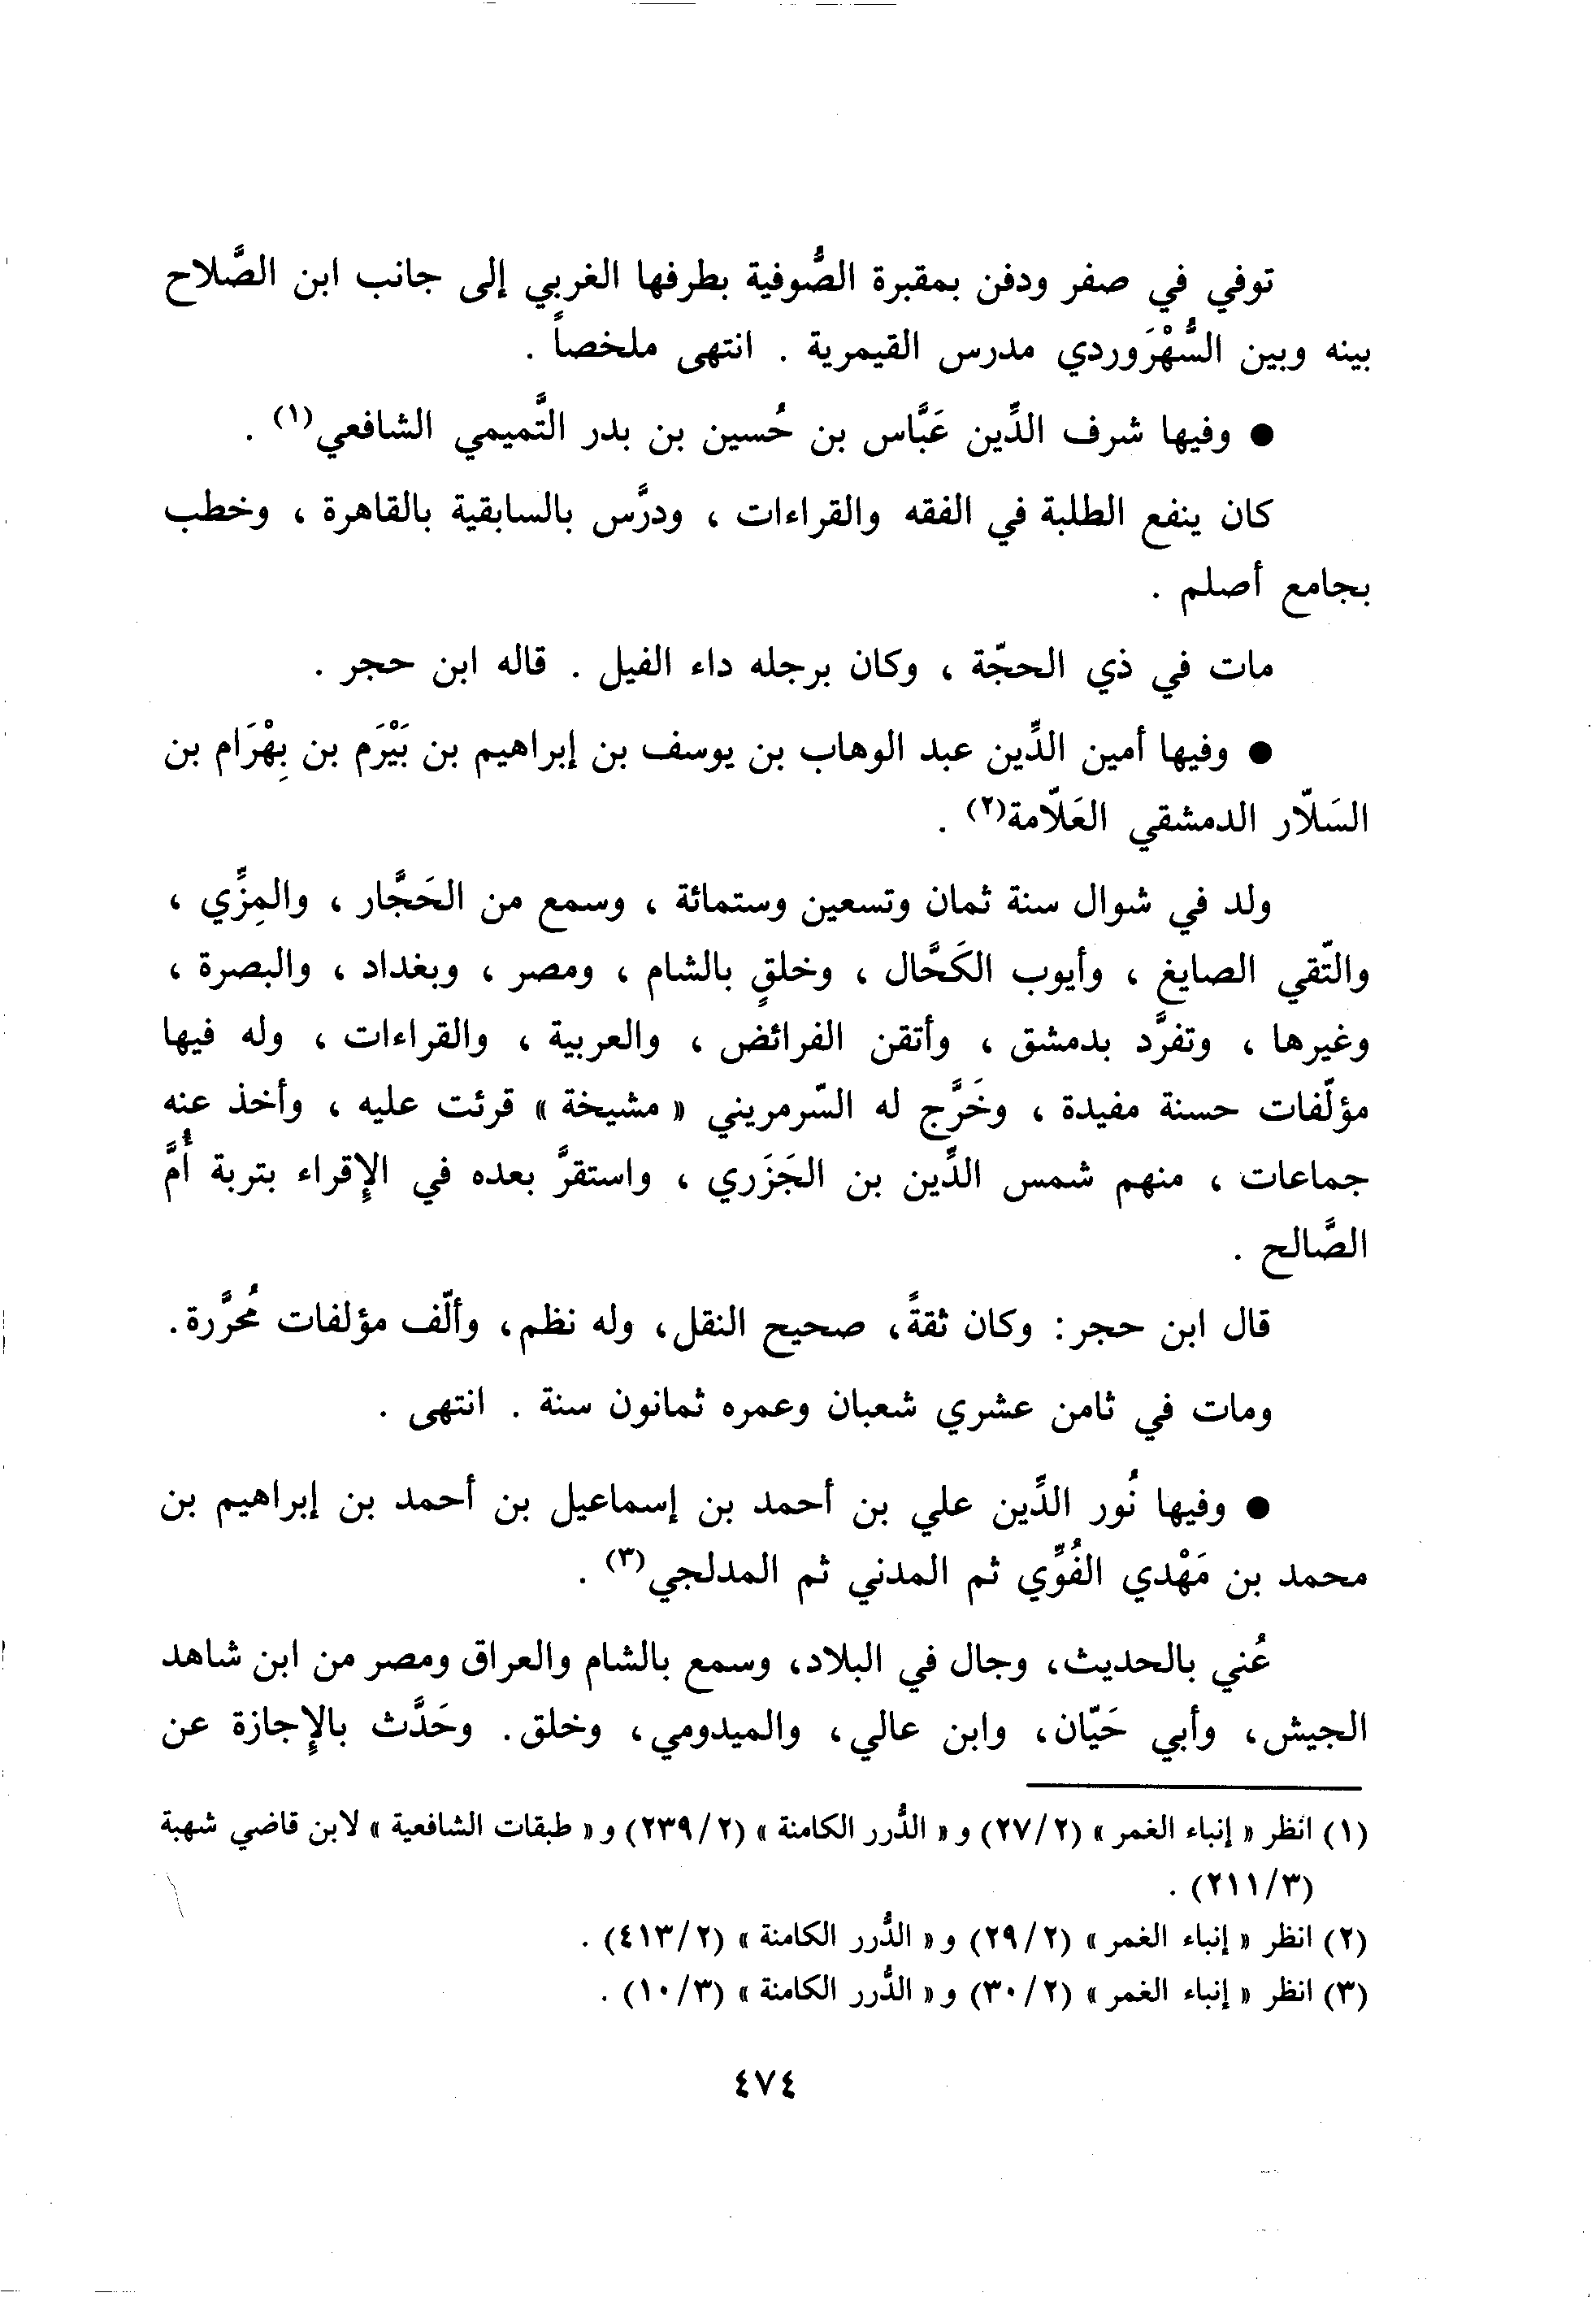 توفي في صفر ودفن بمقبرة الصُّوفية بطرفها الغربي إلى جانب ابن الصَّلاح
بينه وبين السُّهْرَوردي مدرس القيمرية . انتهى ملخصاً .
● وفيها شرف الدِّين عَبَّاس بن حُسين بن بدر التَّميمي الشافعي(١) .
كان ينفع الطلبة في الفقه والقراءات ، ودرَّس بالسابقية بالقاهرة ، وخطب
بجامع أصلم .
مات في ذي الحجّة ، وكان برجله داء الفيل . قاله ابن حجر .
● وفيها أمين الدِّين عبد الوهاب بن يوسف بن إبراهيم بن بَيْرَم بن بِهْرَام بن
السَلّار الدمشقي العَلّامة(٢) .
ولد في شوال سنة ثمان وتسعين وستمائة ، وسمع من الحَجَّار ، والمِزِّي ،
والتّقي الصايغ ، وأيوب الكَحَّال ، وخلقٍ بالشام ، ومصر ، وبغداد ، والبصرة ،
وغيرها ، وتفرَّد بدمشق ، وأتقن الفرائض ، والعربية ، والقراءات ، وله فيها
مؤلّفات حسنة مفيدة ، وخَرَّج له السّرمريني « مشيخة » قرئت عليه ، وأخذ عنه
جماعات ، منهم شمس الدِّين بن الجَزَري ، واستقرَّ بعده في الإقراء بتربة أُمَّ
الصَّالح .
قال ابن حجر: وكان ثقةً، صحيح النقل، وله نظم، وألّف مؤلفات مُحرَّرة.
ومات في ثامن عشري شعبان وعمره ثمانون سنة . انتهى .
● وفيها نُور الدِّين علي بن أحمد بن إسماعيل بن أحمد بن إبراهيم بن
محمد بن مَهْدي الفُوِّي ثم المدني ثم المدلجي(٣) .
عُني بالحديث، وجال في البلاد، وسمع بالشام والعراق ومصر من ابن شاهد
الجيش، وأبي حَيّان، وابن عالي، والميدومي، وخلق. وحَدَّث بالإجازة عن
(١) انظر « إنباء الغمر » (٢٧/٢) و « الدُّرر الكامنة » (٢٣٩/٢) و « طبقات الشافعية » لابن قاضي شهبة
(٢١١/٣) .
(٢) انظر « إنباء الغمر » (٢٩/٢) و « الدُّرر الكامنة » (٤١٣/٢) .
(٣) انظر « إنباء الغمر » (٣٠/٢) و « الدُّرر الكامنة » (١٠/٣) .
٤٧٤